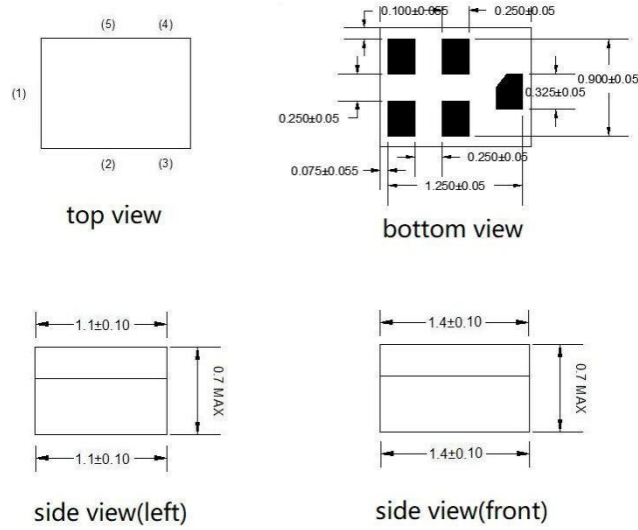 (5)
(4)
(1)
(2)
(3)
top view
0.100±0.055
0.250±0.05
0.900±0.05
0.325±0.05
0.250±0.05
0.250±0.05
0.075±0.055
1.250±0.05
bottom view
1.1±0.10
0.7 MAX
1.1±0.10
side view(left)
1.4±0.10
0.7 MAX
1.4±0.10
side view(front)